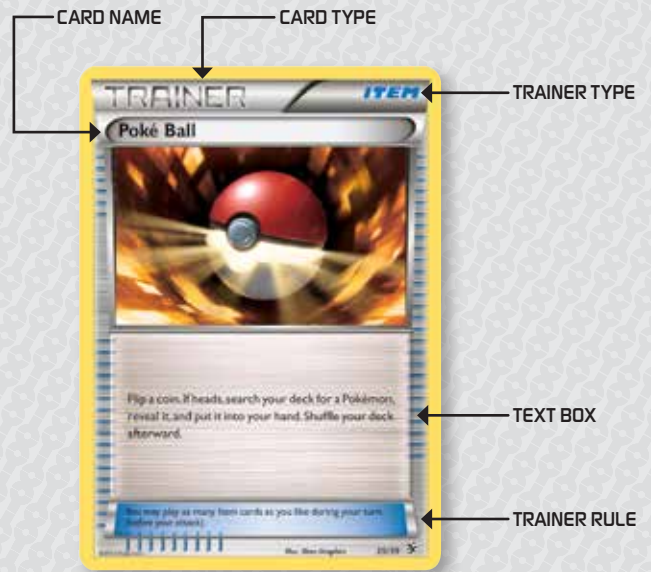 CARD NAME
CARD TYPE
TRAINER
ITEM
TRAINER TYPE
Poké Ball
Flip a coin. If heads, search your deck for a Pokémon,
reveal it, and put it into your hand. Shuffle your deck
afterward.
TEXT BOX
You may play as many Item cards as you like during your turn
(before your attack).
TRAINER RULE
Illus.